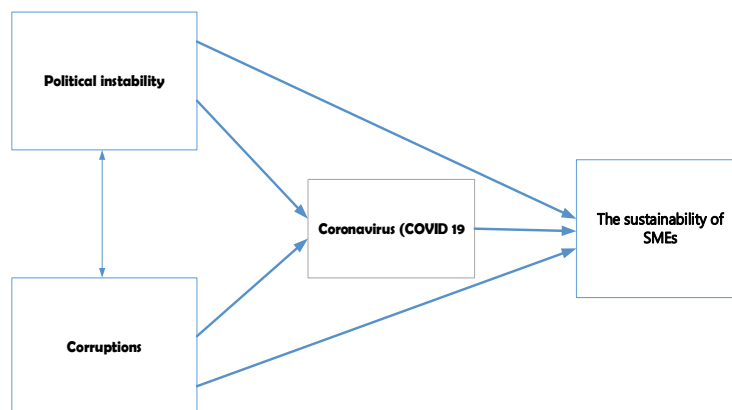 Political instability
Coronavirus (COVID 19
The sustainability of
SMEs
Corruptions